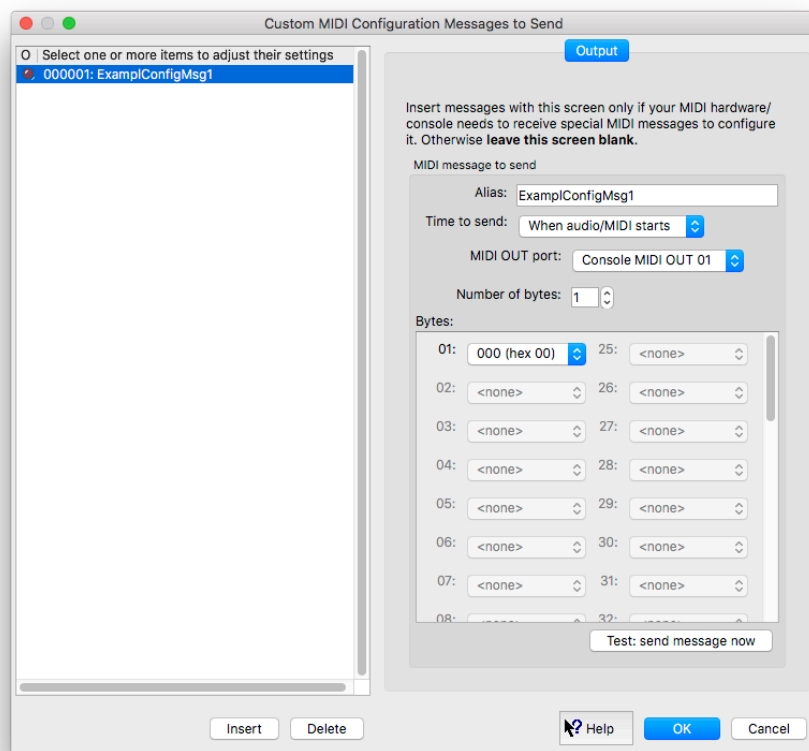 Custom MIDI Configuration Messages to Send
O Select one or more items to adjust their settings
000001: ExamplConfigMsg1
Output
Insert messages with this screen only if your MIDI hardware/
console needs to receive special MIDI messages to configure
it. Otherwise leave this screen blank.
MIDI message to send
Alias: ExamplConfigMsg1
Time to send: When audio/MIDI starts
MIDI OUT port: Console MIDI OUT 01
Number of bytes: 1
Bytes:
01: 000 (hex 00) 25: <none>
02: <none> 26: <none>
03: <none> 27: <none>
04: <none> 28: <none>
05: <none> 29: <none>
06: <none> 30: <none>
07: <none> 31: <none>
08: <none> 32: <none>
Test: send message now
Insert Delete ? Help OK Cancel